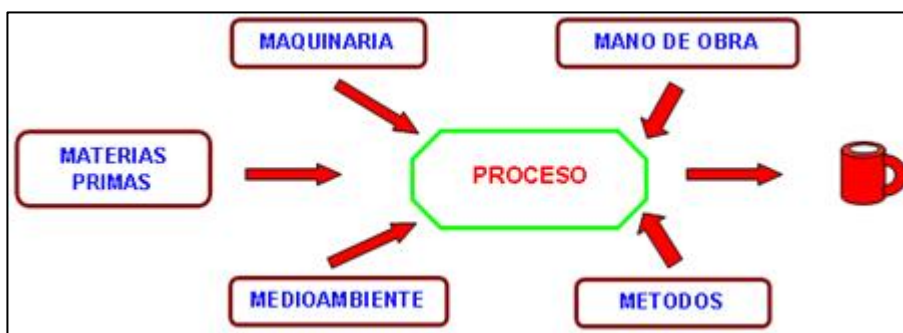 MAQUINARIA
MANO DE OBRA
MATERIAS
PRIMAS
PROCESO
MEDIOAMBIENTE
METODOS